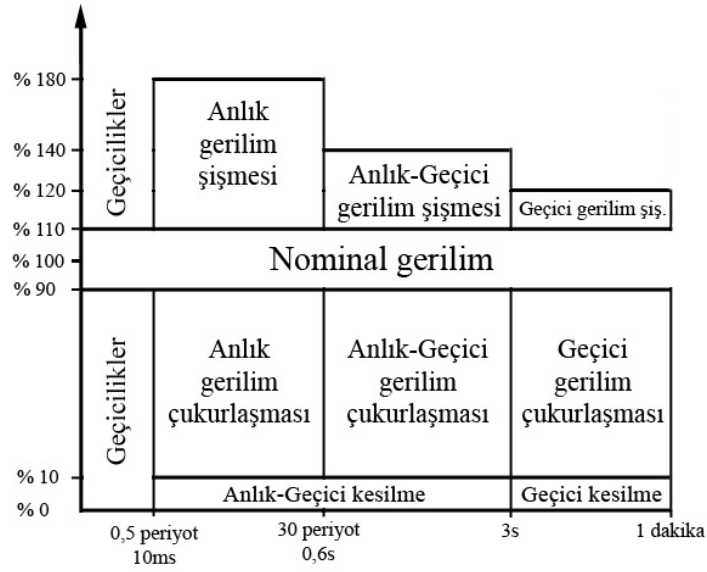 % 180
Geçicilikler
Anlık
gerilim
şişmesi
% 140
Anlık-Geçici
gerilim şişmesi
% 120
Geçici gerilim şiş.
% 110
% 100
Nominal gerilim
% 90
Geçicilikler
Anlık
gerilim
çukurlaşması
Anlık-Geçici
gerilim
çukurlaşması
Geçici
gerilim
çukurlaşması
% 10
Anlık-Geçici kesilme
Geçici kesilme
% 0
0,5 periyot
10ms
30 periyot
0,6s
3s
1 dakika